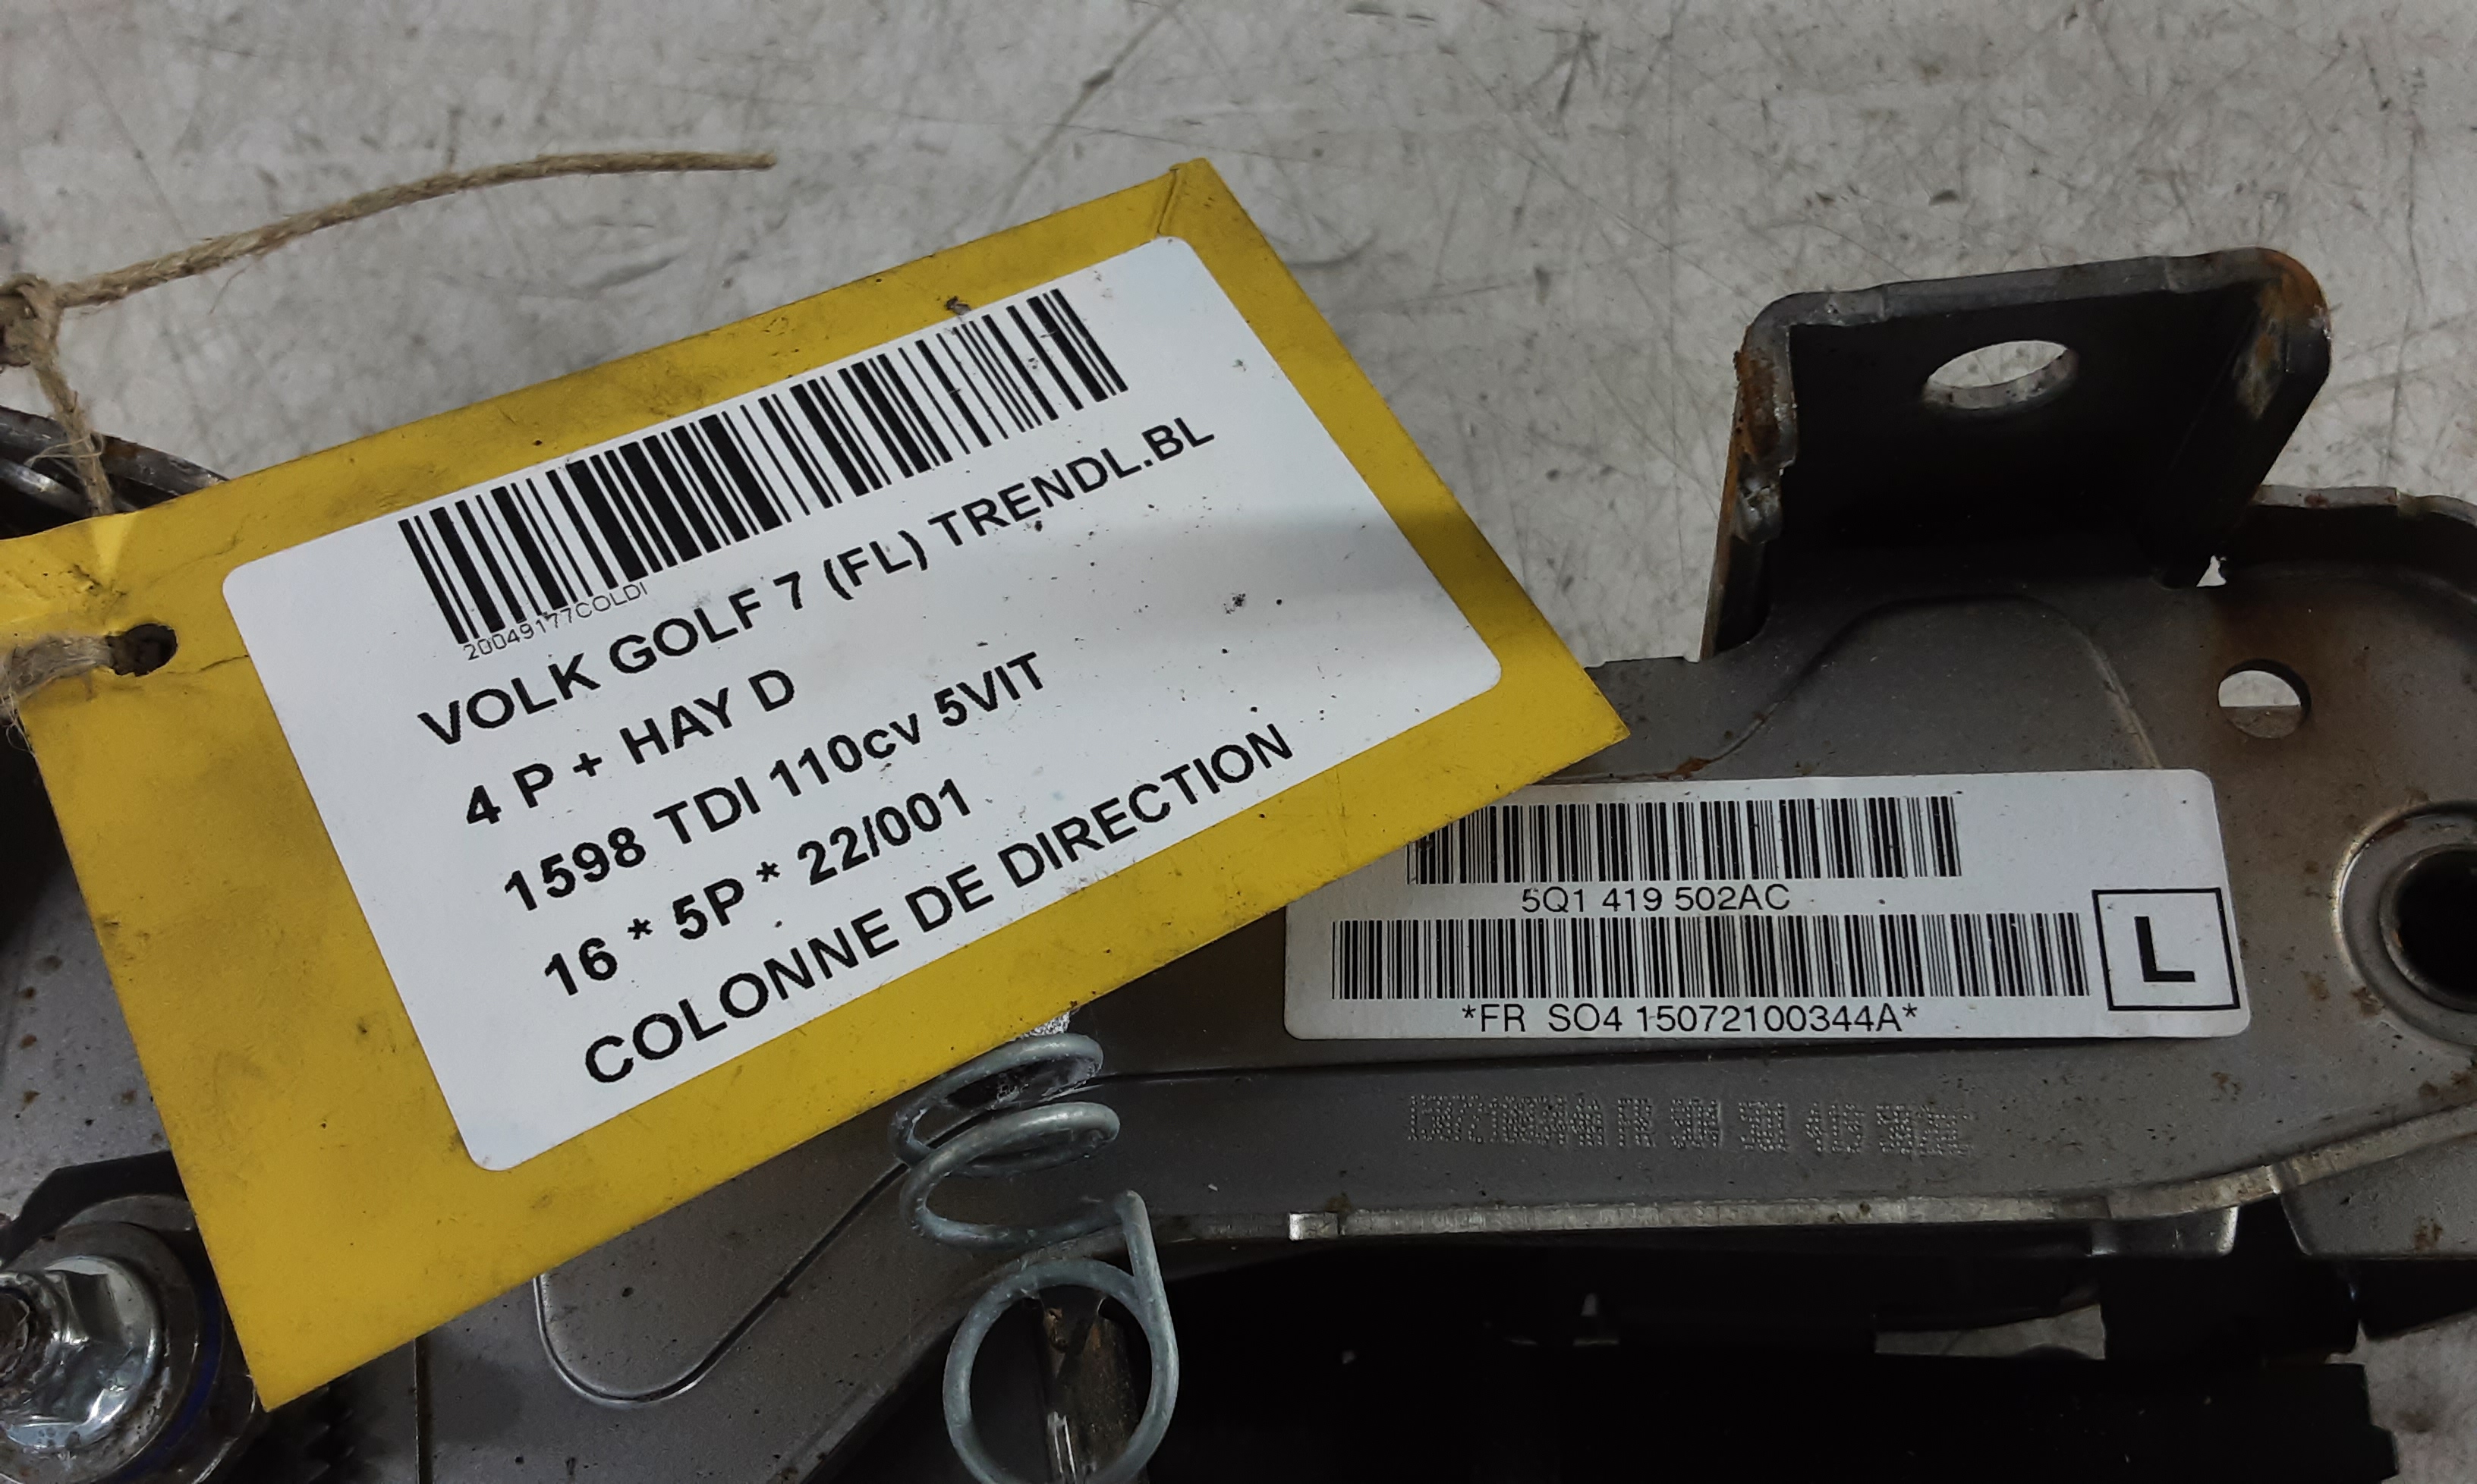 20049177COLDI
VOLK GOLF 7 (FL) TRENDL.BL
4 P + HAY D
1598 TDI 110cv 5VIT
16 * 5P * 22/001
COLONNE DE DIRECTION
5Q1 419 502AC
L
*FR SO4 15072100344A*